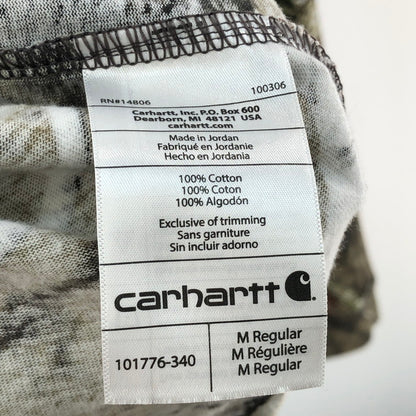 RN#14806 100306
Carhartt, Inc. P.O. Box 600
Dearborn, MI 48121 USA
carhartt.com
Made in Jordan
Fabriqué en Jordanie
Hecho en Jordania
100% Cotton
100% Coton
100% Algodón
Exclusive of trimming
Sans garniture
Sin incluir adorno
carhartt
101776-340
M Regular
M Régulière
M Regular